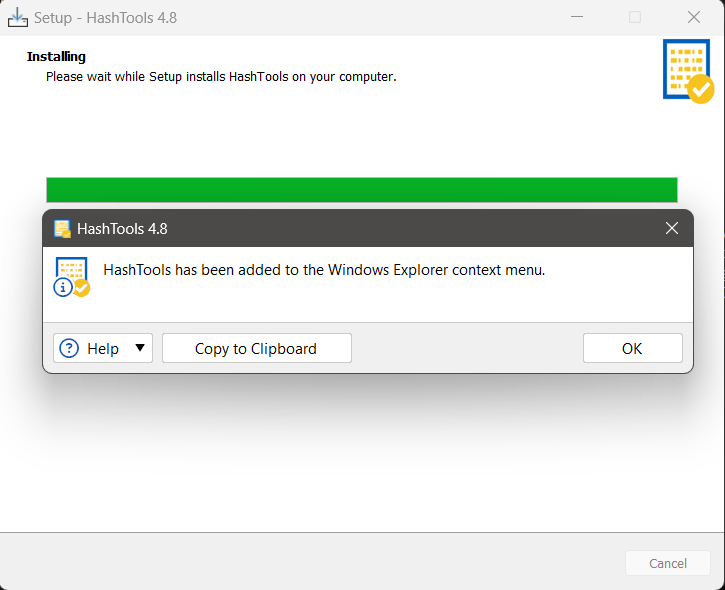 Setup - HashTools 4.8
Installing
Please wait while Setup installs HashTools on your computer.
HashTools 4.8
HashTools has been added to the Windows Explorer context menu.
Help
Copy to Clipboard
OK
Cancel